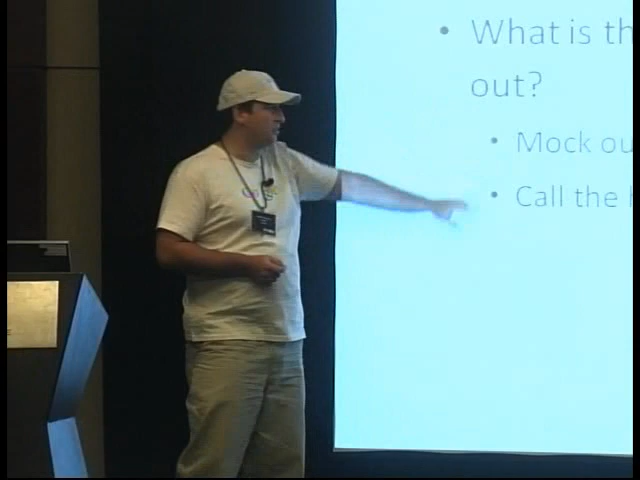 • What is th
out?
• Mock ou
• Call the